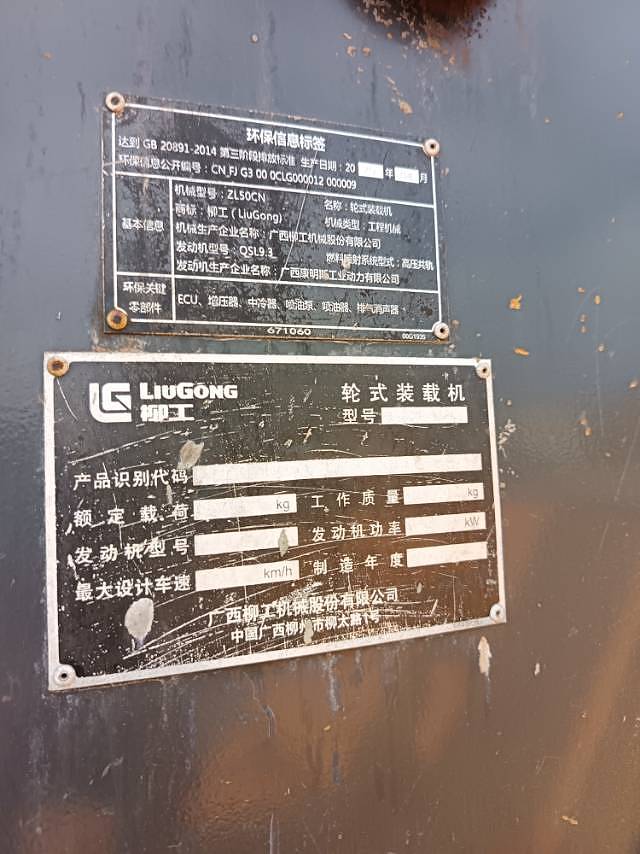 环保信息标签
达到 GB 20891-2014 第三阶段排放标准 生产日期：20 年 月
环保信息公开编号：CN FJ G3 00 0CLG000012 000009
基本信息
机械型号：ZL50CN 名称：轮式装载机
商标：柳工（LiuGong） 机械类型：工程机械
机械生产企业名称：广西柳工机械股份有限公司
发动机型号：QSL9.3 燃料喷射系统型式：高压共轨
发动机生产企业名称：广西康明斯工业动力有限公司
环保关键零部件
ECU、增压器、中冷器、喷油泵、喷油器、排气消声器
671060
LG LIUGONG 轮式装载机
柳工 型号
产品识别代码
额定载荷 kg 工作质量 kg
发动机型号 发动机功率 kW
最大设计车速 km/h 制造年度
广西柳工机械股份有限公司
中国广西柳州市柳太路1号